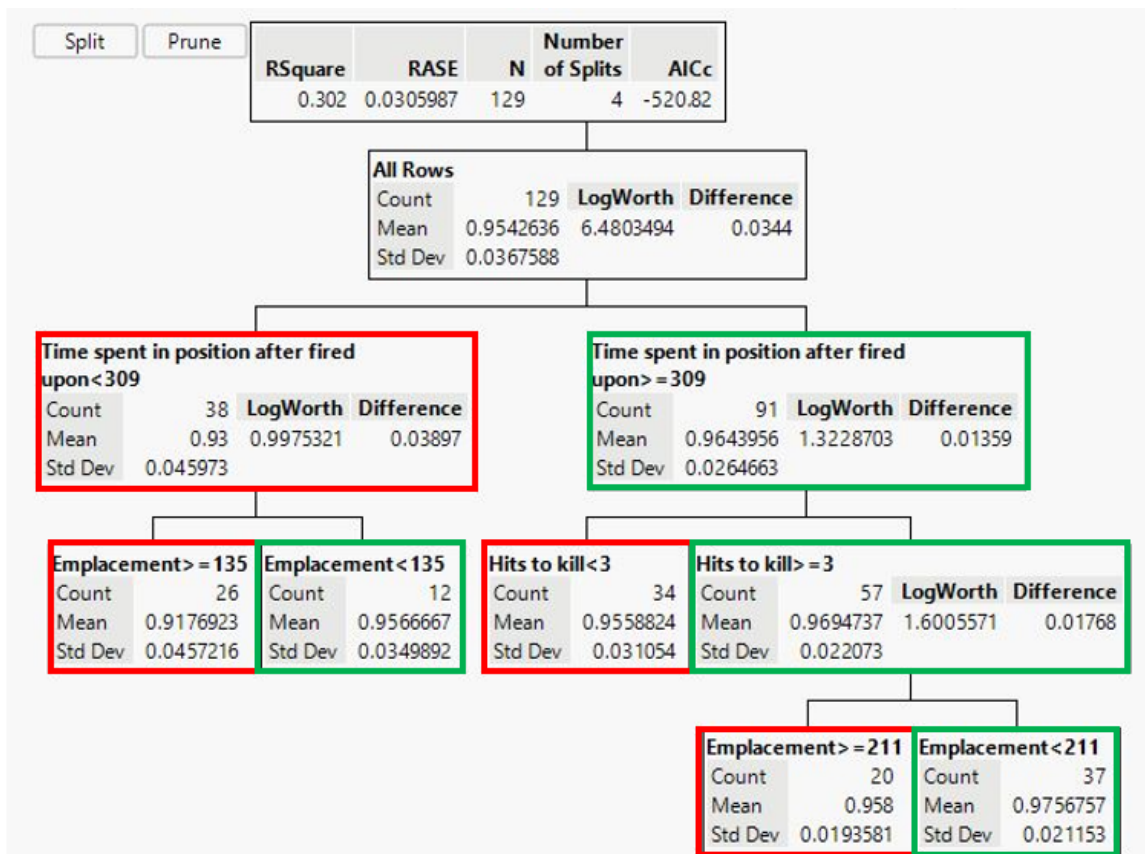 Split Prune
Number
RSquare RASE N of Splits AICc
0.302 0.0305987 129 4 -520.82
All Rows
Count 129 LogWorth Difference
Mean 0.9542636 6.4803494 0.0344
Std Dev 0.0367588
Time spent in position after fired
upon<309
Count 38 LogWorth Difference
Mean 0.93 0.9975321 0.03897
Std Dev 0.045973
Time spent in position after fired
upon>=309
Count 91 LogWorth Difference
Mean 0.9643956 1.3228703 0.01359
Std Dev 0.0264663
Emplacement>=135
Count 26
Mean 0.9176923
Std Dev 0.0457216
Emplacement<135
Count 12
Mean 0.9566667
Std Dev 0.0349892
Hits to kill<3
Count 34
Mean 0.9558824
Std Dev 0.031054
Hits to kill>=3
Count 57 LogWorth Difference
Mean 0.9694737 1.6005571 0.01768
Std Dev 0.022073
Emplacement>=211
Count 20
Mean 0.958
Std Dev 0.0193581
Emplacement<211
Count 37
Mean 0.9756757
Std Dev 0.021153